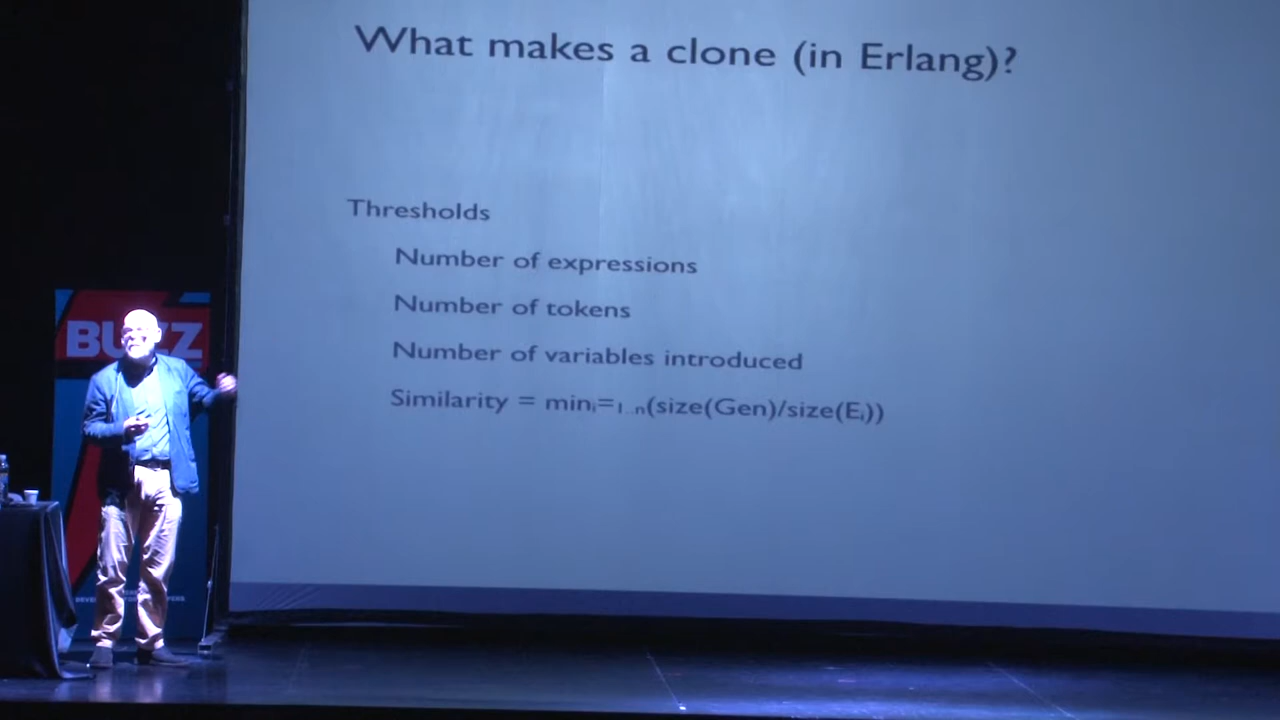 What makes a clone (in Erlang)?
Thresholds
Number of expressions
Number of tokens
Number of variables introduced
Similarity = minᵢ=₁..ₙ(size(Gen)/size(Eᵢ))